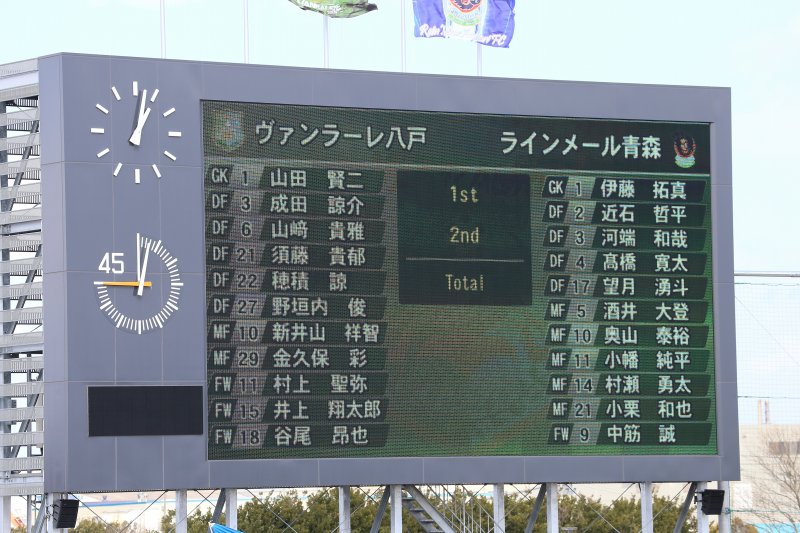 ヴァンラーレ八戸
GK 1 山田 賢二
DF 3 成田 諒介
DF 6 山﨑 貴雅
DF 21 須藤 貴郁
DF 22 穂積 諒
DF 27 野垣内 俊
MF 10 新井山 祥智
MF 29 金久保 彩
FW 11 村上 聖弥
FW 15 井上 翔太郎
FW 18 谷尾 昂也
1st
2nd
Total
ラインメール青森
GK 1 伊藤 拓真
DF 2 近石 哲平
DF 3 河端 和哉
DF 4 髙橋 寛太
DF 17 望月 湧斗
MF 5 酒井 大登
MF 10 奥山 泰裕
MF 11 小幡 純平
MF 14 村瀬 勇太
MF 21 小栗 和也
FW 9 中筋 誠
45